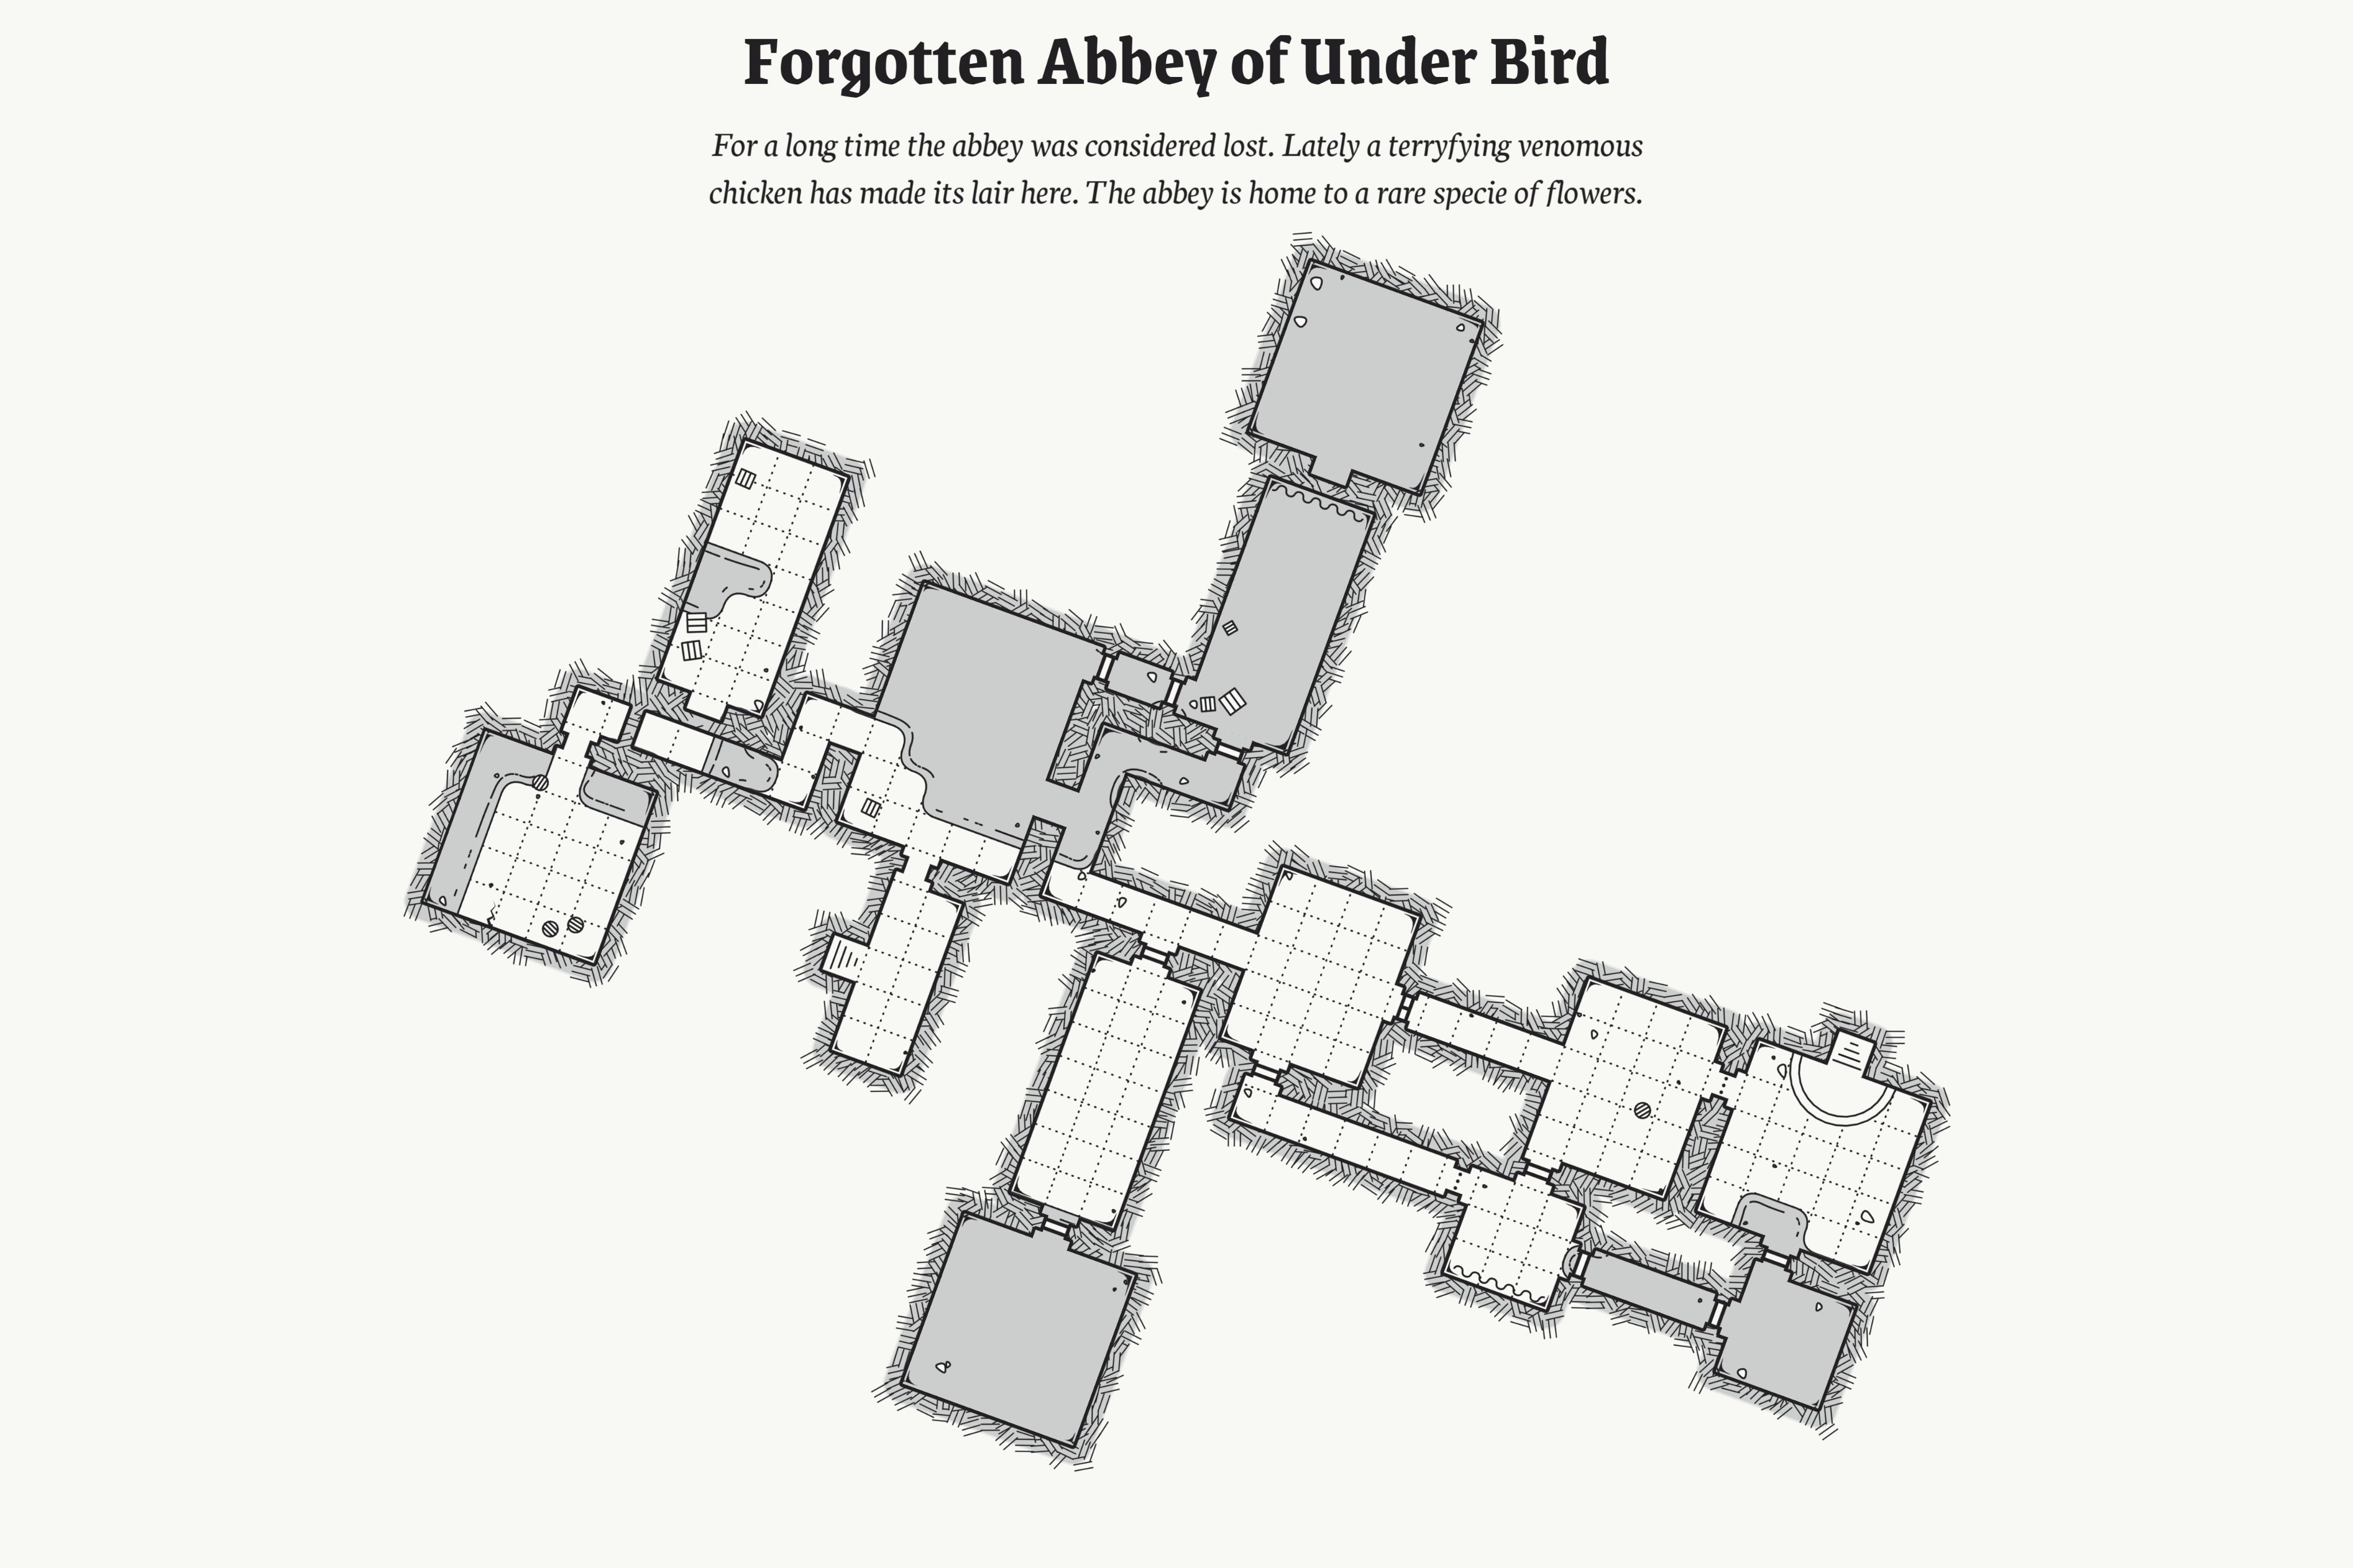 Forgotten Abbey of Under Bird
For a long time the abbey was considered lost. Lately a terryfying venomous
chicken has made its lair here. The abbey is home to a rare specie of flowers.